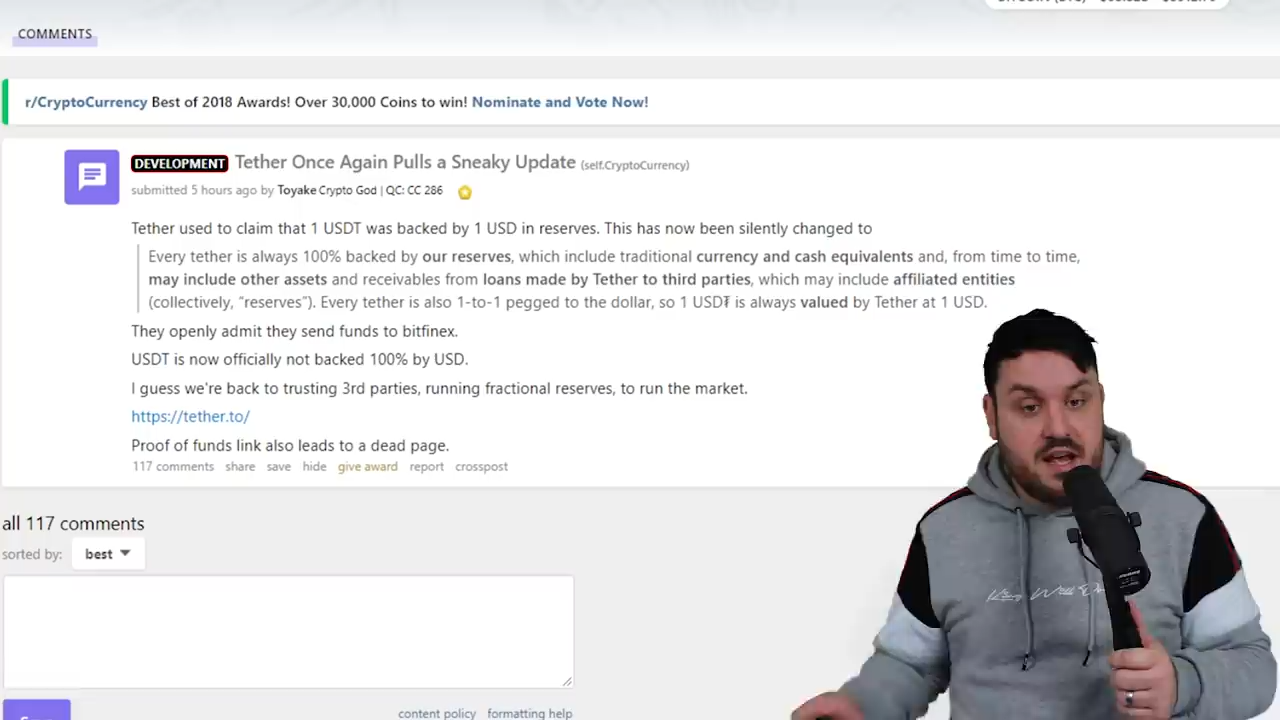 COMMENTS
r/CryptoCurrency Best of 2018 Awards! Over 30,000 Coins to win! Nominate and Vote Now!
DEVELOPMENT Tether Once Again Pulls a Sneaky Update (self.CryptoCurrency)
submitted 5 hours ago by Toyake Crypto God | QC: CC 286
Tether used to claim that 1 USDT was backed by 1 USD in reserves. This has now been silently changed to
Every tether is always 100% backed by our reserves, which include traditional currency and cash equivalents and, from time to time,
may include other assets and receivables from loans made by Tether to third parties, which may include affiliated entities
(collectively, “reserves”). Every tether is also 1-to-1 pegged to the dollar, so 1 USD₮ is always valued by Tether at 1 USD.
They openly admit they send funds to bitfinex.
USDT is now officially not backed 100% by USD.
I guess we're back to trusting 3rd parties, running fractional reserves, to run the market.
https://tether.to/
Proof of funds link also leads to a dead page.
117 comments share save hide give award report crosspost
all 117 comments
sorted by: best
content policy formatting help